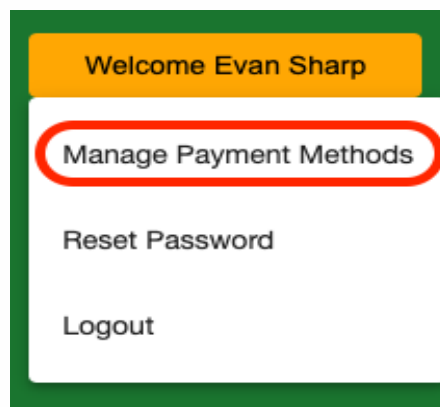 Welcome Evan Sharp
Manage Payment Methods
Reset Password
Logout